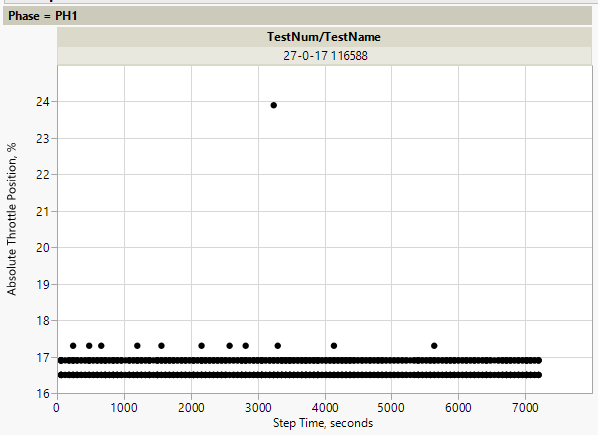 Phase = PH1
TestNum/TestName
27-0-17 116588
24
23
22
21
20
19
18
17
16
Absolute Throttle Position, %
0 1000 2000 3000 4000 5000 6000 7000
Step Time, seconds